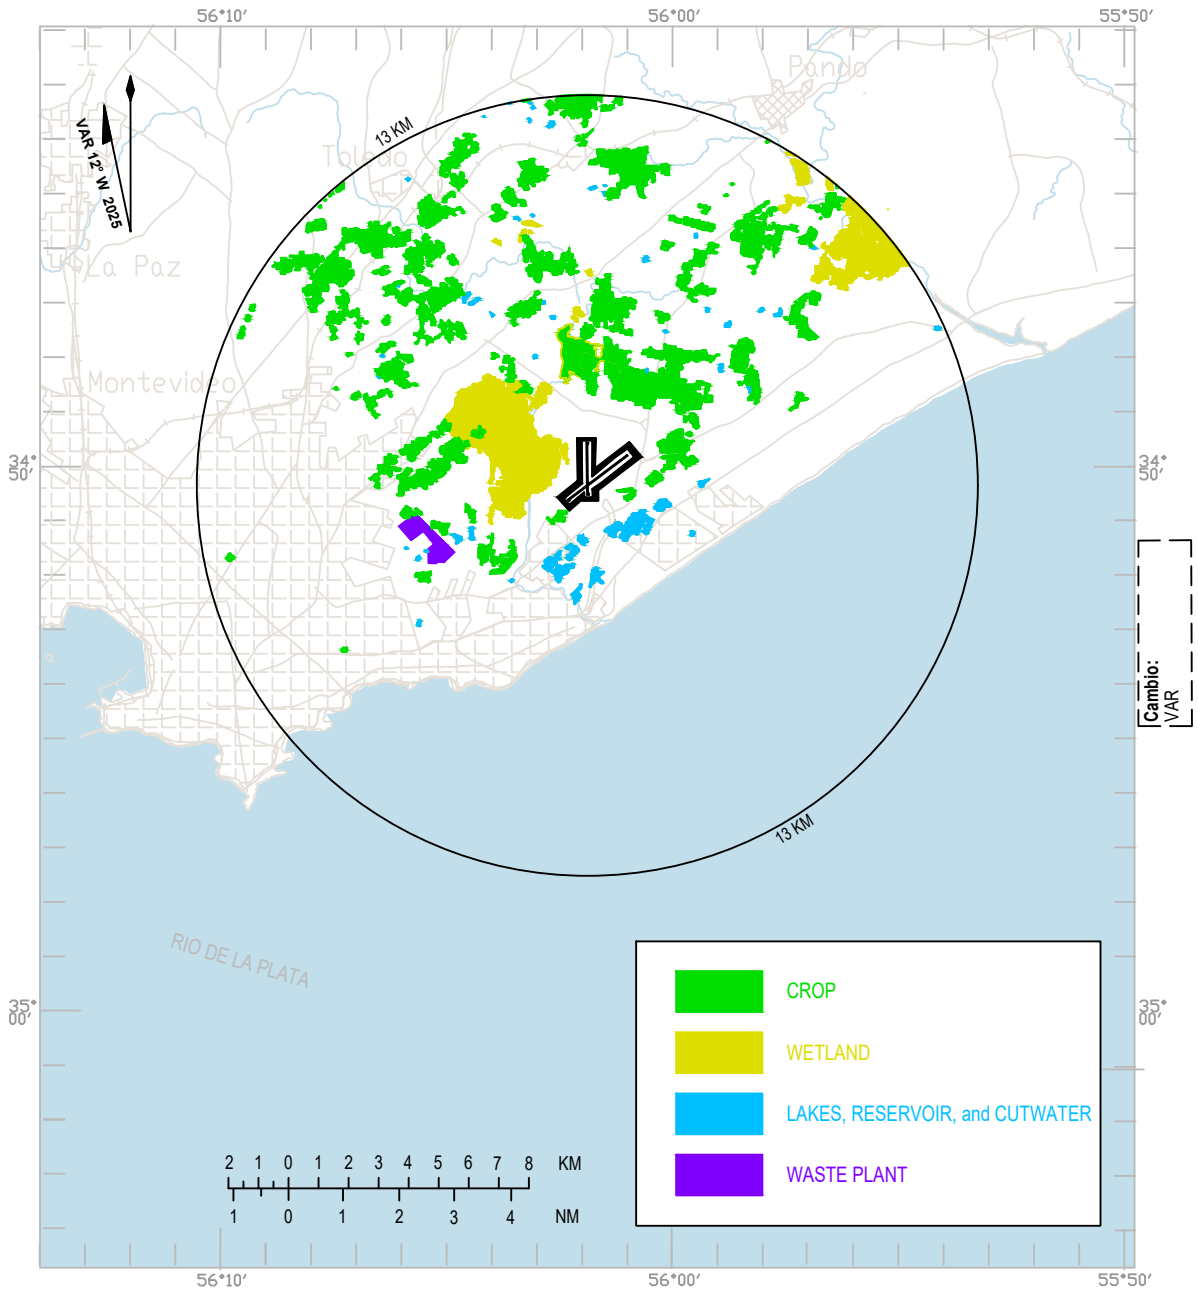 56°10′
56°00′
55°50′
Pando
13 KM
Toledo
VAR 12° W 2025
La Paz
Montevideo
34°
50′
34°
50′
Cambio:
VAR
13 KM
RIO DE LA PLATA
35°
00′
35°
00′
CROP
WETLAND
LAKES, RESERVOIR, and CUTWATER
WASTE PLANT
2 1 0 1 2 3 4 5 6 7 8 KM
1 0 1 2 3 4 NM
56°10′
56°00′
55°50′